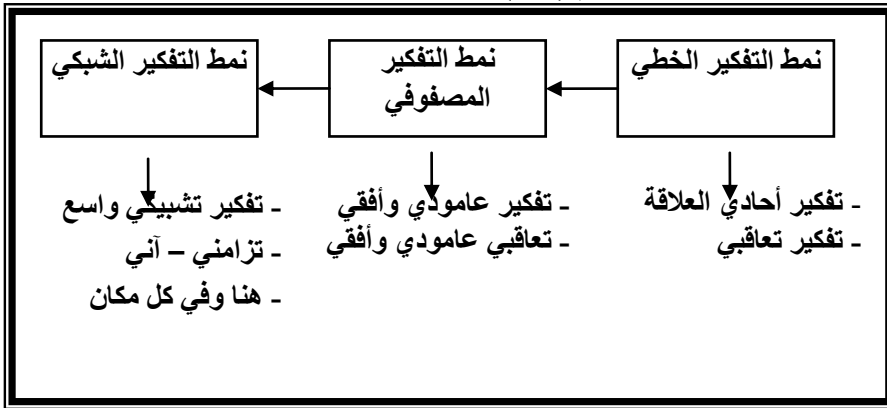 نمط التفكير الخطي
نمط التفكير
المصفوفي
نمط التفكير الشبكي
- تفكير أحادي العلاقة
- تفكير تعاقبي
- تفكير عامودي وأفقي
- تعاقبي عامودي وأفقي
- تفكير تشبيكي واسع
- تزامني – آني
- هنا وفي كل مكان